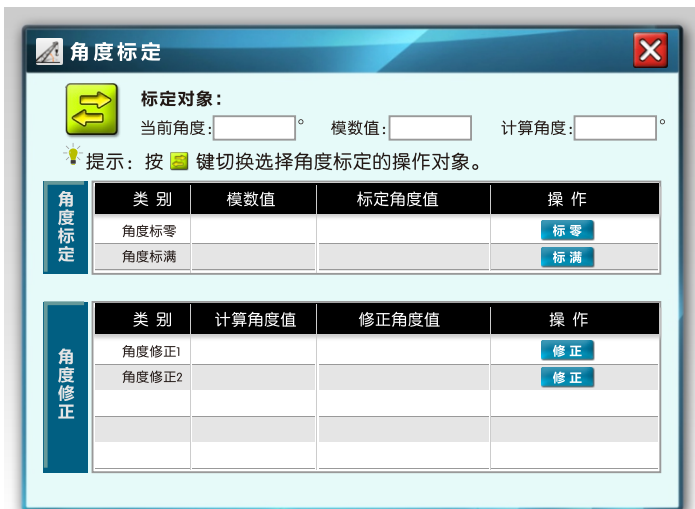 角度标定
标定对象：
当前角度: ° 模数值: 计算角度: °
提示：按 键切换选择角度标定的操作对象。
角度标定
类 别 模数值 标定角度值 操 作
角度标零 标 零
角度标满 标 满
角度修正
类 别 计算角度值 修正角度值 操 作
角度修正1 修 正
角度修正2 修 正